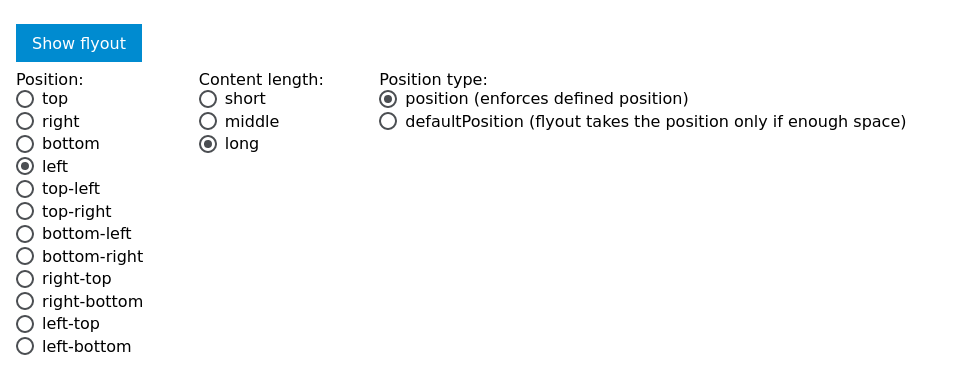 Show flyout
Position:
top
right
bottom
left
top-left
top-right
bottom-left
bottom-right
right-top
right-bottom
left-top
left-bottom
Content length:
short
middle
long
Position type:
position (enforces defined position)
defaultPosition (flyout takes the position only if enough space)